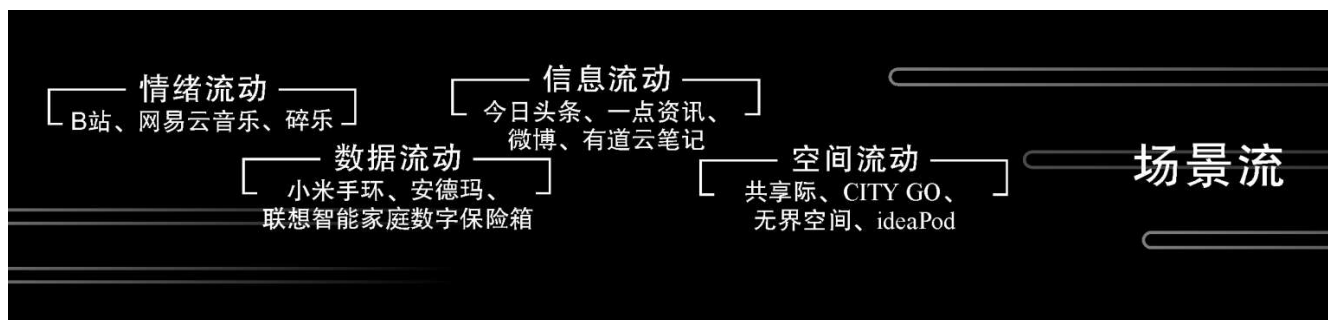 情绪流动
B站、网易云音乐、碎乐
信息流动
今日头条、一点资讯、
微博、有道云笔记
数据流动
小米手环、安德玛、
联想智能家庭数字保险箱
空间流动
共享际、CITY GO、
无界空间、ideaPod
场景流